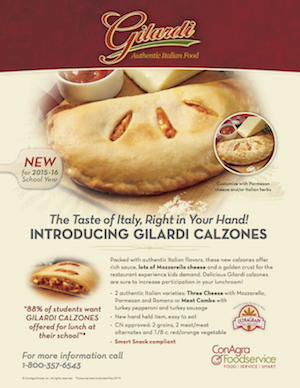 Gilardi
Authentic Italian Food
NEW
for 2015-16
School Year
Customize with Parmesan
cheese and/or Italian herbs
The Taste of Italy, Right in Your Hand!
INTRODUCING GILARDI CALZONES
Packed with authentic Italian flavors, these new calzones offer
rich sauce, lots of Mozzarella cheese and a golden crust for the
restaurant experience kids demand. Delicious Gilardi calzones
are sure to increase participation in your lunchroom!
"88% of students want
GILARDI CALZONES
offered for lunch at
their school"*
• 2 authentic Italian varieties: Three Cheese with Mozzarella,
Parmesan and Romano or Meat Combo with
turkey pepperoni and turkey sausage
• New hand held item, easy to eat
• CN approved: 2 grains, 2 meat/meat
alternates and 1/8 c. red/orange vegetable
• Smart Snack compliant
ULTRAGRAIN
For more information call
1-800-357-6543
ConAgra
Foodservice
FOOD | SERVICE | SMART